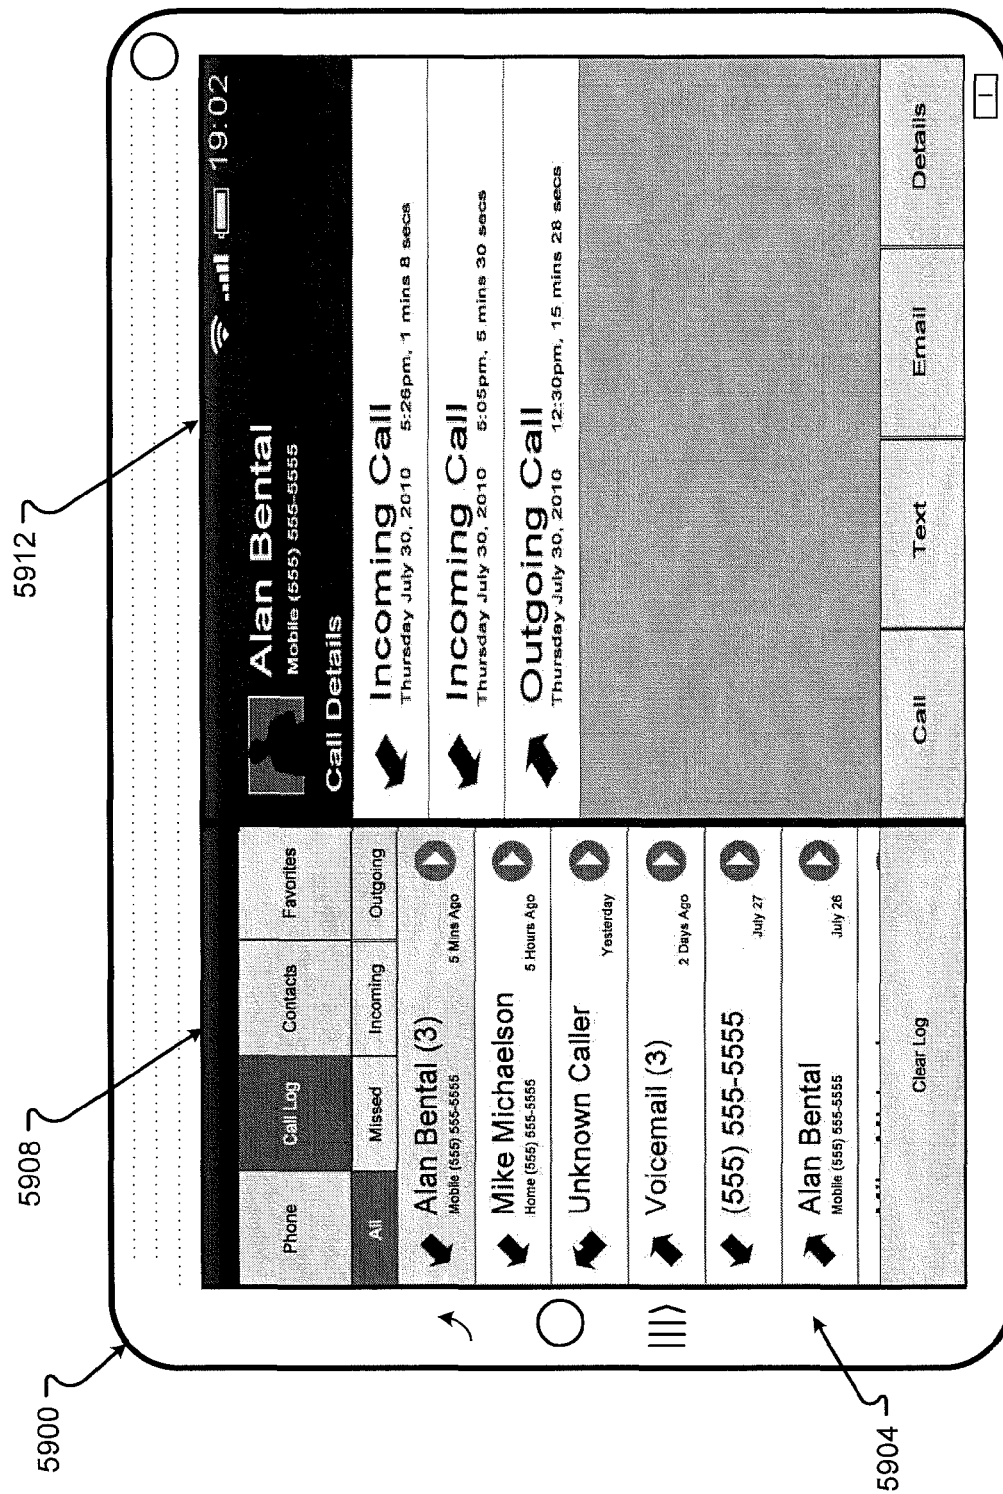 5900
5908
5912
5904
19:02
Phone
Call Log
Contacts
Favorites
All
Missed
Incoming
Outgoing
Alan Bental (3)
Mobile (555) 555-5555
5 Mins Ago
Mike Michaelson
Home (555) 555-5555
5 Hours Ago
Unknown Caller
Yesterday
Voicemail (3)
2 Days Ago
(555) 555-5555
July 27
Alan Bental
Mobile (555) 555-5555
July 26
Clear Log
Alan Bental
Mobile (555) 555-5555
Call Details
Incoming Call
Thursday July 30, 2010 5:26pm, 1 mins 8 secs
Incoming Call
Thursday July 30, 2010 5:05pm, 5 mins 30 secs
Outgoing Call
Thursday July 30, 2010 12:30pm, 15 mins 28 secs
Call
Text
Email
Details